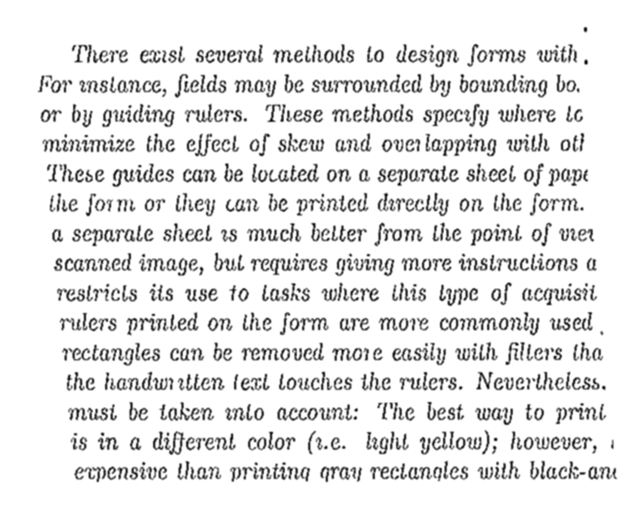 There exist several methods to design forms with
For instance, fields may be surrounded by bounding bo
or by guiding rulers. These methods specify where to
minimize the effect of skew and overlapping with oth
These guides can be located on a separate sheet of pape
the form or they can be printed directly on the form.
a separate sheet is much better from the point of view
scanned image, but requires giving more instructions a
restricts its use to tasks where this type of acquisit
rulers printed on the form are more commonly used
rectangles can be removed more easily with filters tha
the handwritten text touches the rulers. Nevertheless.
must be taken into account: The best way to print
is in a different color (i.e. light yellow); however,
expensive than printing gray rectangles with black-and